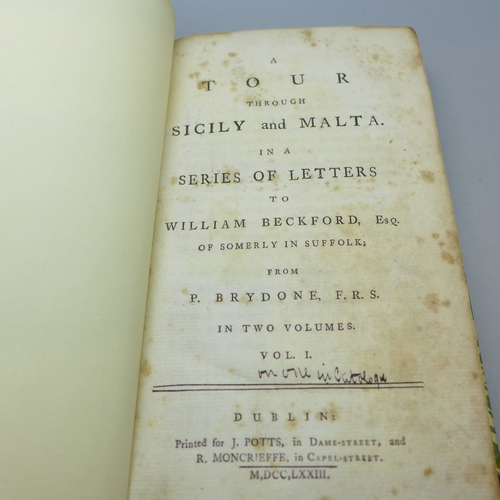 A
TOUR
THROUGH
SICILY and MALTA.
IN A
SERIES OF LETTERS
TO
WILLIAM BECKFORD, Esq.
OF SOMERLY IN SUFFOLK;
FROM
P. BRYDONE, F.R.S.
IN TWO VOLUMES.
VOL. I.
in
DUBLIN:
Printed for J. POTTS, in DAME-STREET, and
R. MONCRIEFFE, in CAPEL-STREET.
M,DCC,LXXIII.